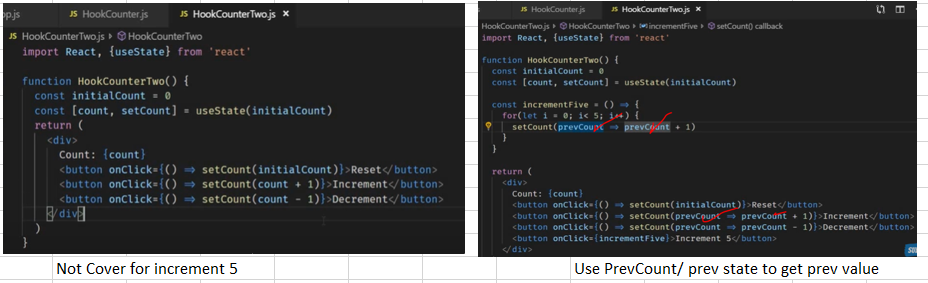 op.js JS HookCounter.js JS HookCounterTwo.js ×
JS HookCounterTwo.js > HookCounterTwo
import React, {useState} from 'react'
function HookCounterTwo() {
const initialCount = 0
const [count, setCount] = useState(initialCount)
return (
<div>
Count: {count}
<button onClick={() => setCount(initialCount)}>Reset</button>
<button onClick={() => setCount(count + 1)}>Increment</button>
<button onClick={() => setCount(count - 1)}>Decrement</button>
</div>
)
}
Not Cover for increment 5
JS HookCounterTwo.js ×
HookCounterTwo.js > HookCounterTwo > incrementFive > setCount() callback
import React, {useState} from 'react'
function HookCounterTwo() {
const initialCount = 0
const [count, setCount] = useState(initialCount)
const incrementFive = () => {
for(let i = 0; i< 5; i++) {
setCount(prevCount => prevCount + 1)
}
}
return (
<div>
Count: {count}
<button onClick={() => setCount(initialCount)}>Reset</button>
<button onClick={() => setCount(prevCount => prevCount + 1)}>Increment</button>
<button onClick={() => setCount(prevCount => prevCount - 1)}>Decrement</button>
<button onClick={incrementFive}>Increment 5</button>
</div>
Use PrevCount/ prev state to get prev value